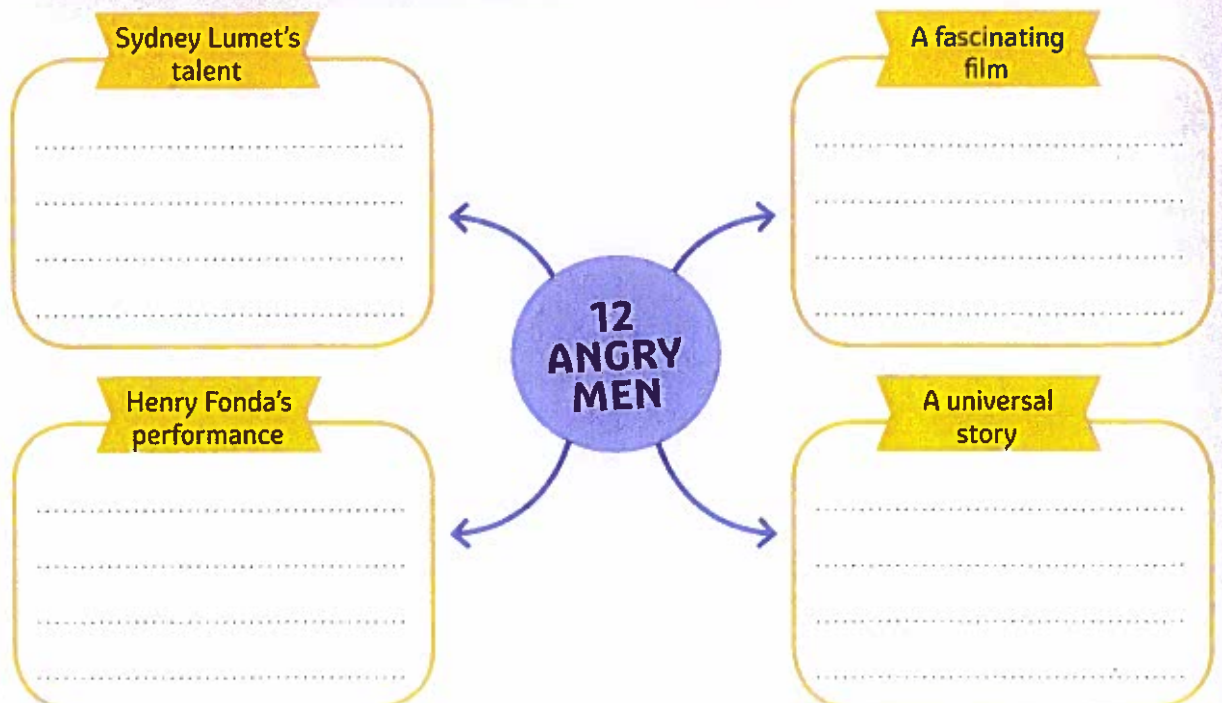 Sydney Lumet's
talent
A fascinating
film
12
ANGRY
MEN
Henry Fonda's
performance
A universal
story